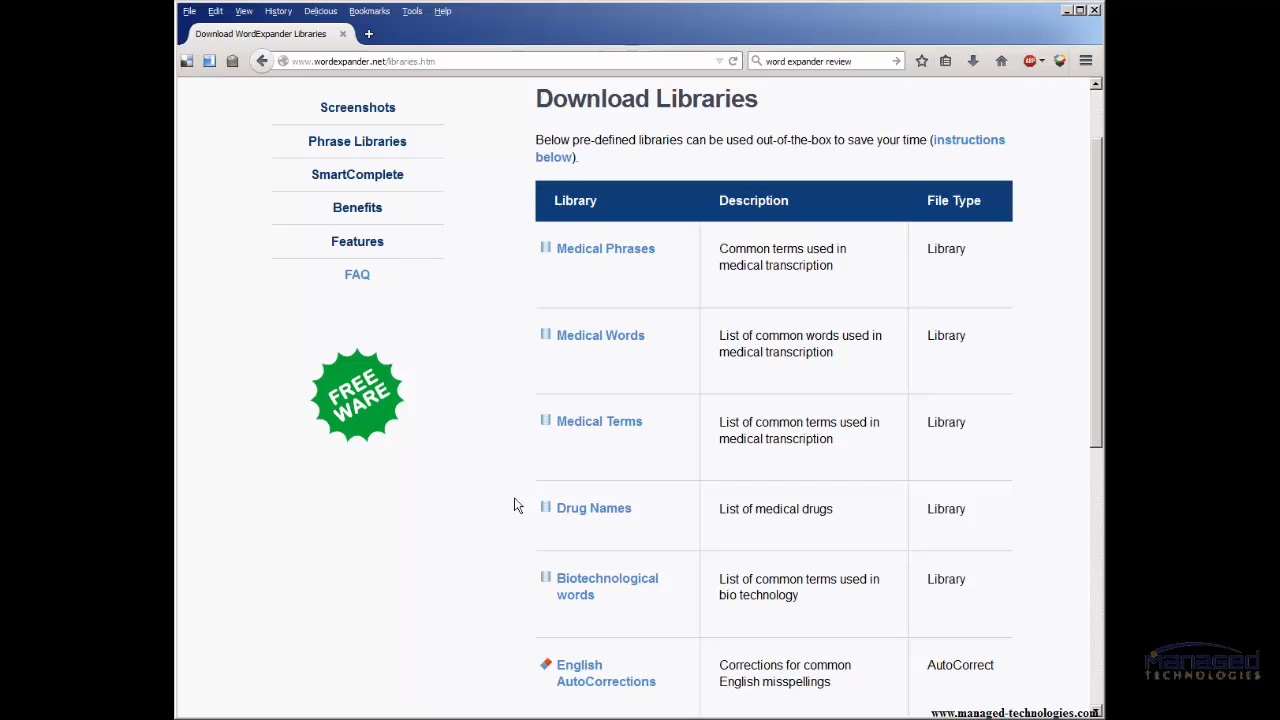 File Edit View History Delicious Bookmarks Tools Help
Download WordExpander Libraries
www.wordexpander.net/libraries.htm
word expander review
ABP
Screenshots
Phrase Libraries
SmartComplete
Benefits
Features
FAQ
FREE
WARE
Download Libraries
Below pre-defined libraries can be used out-of-the-box to save your time (instructions
below).
Library Description File Type
Medical Phrases Common terms used in Library
medical transcription
Medical Words List of common words used in Library
medical transcription
Medical Terms List of common terms used in Library
medical transcription
Drug Names List of medical drugs Library
Biotechnological List of common terms used in Library
words bio technology
English Corrections for common AutoCorrect
AutoCorrections English misspellings
Managed
TECHNOLOGIES
www.managed-technologies.com